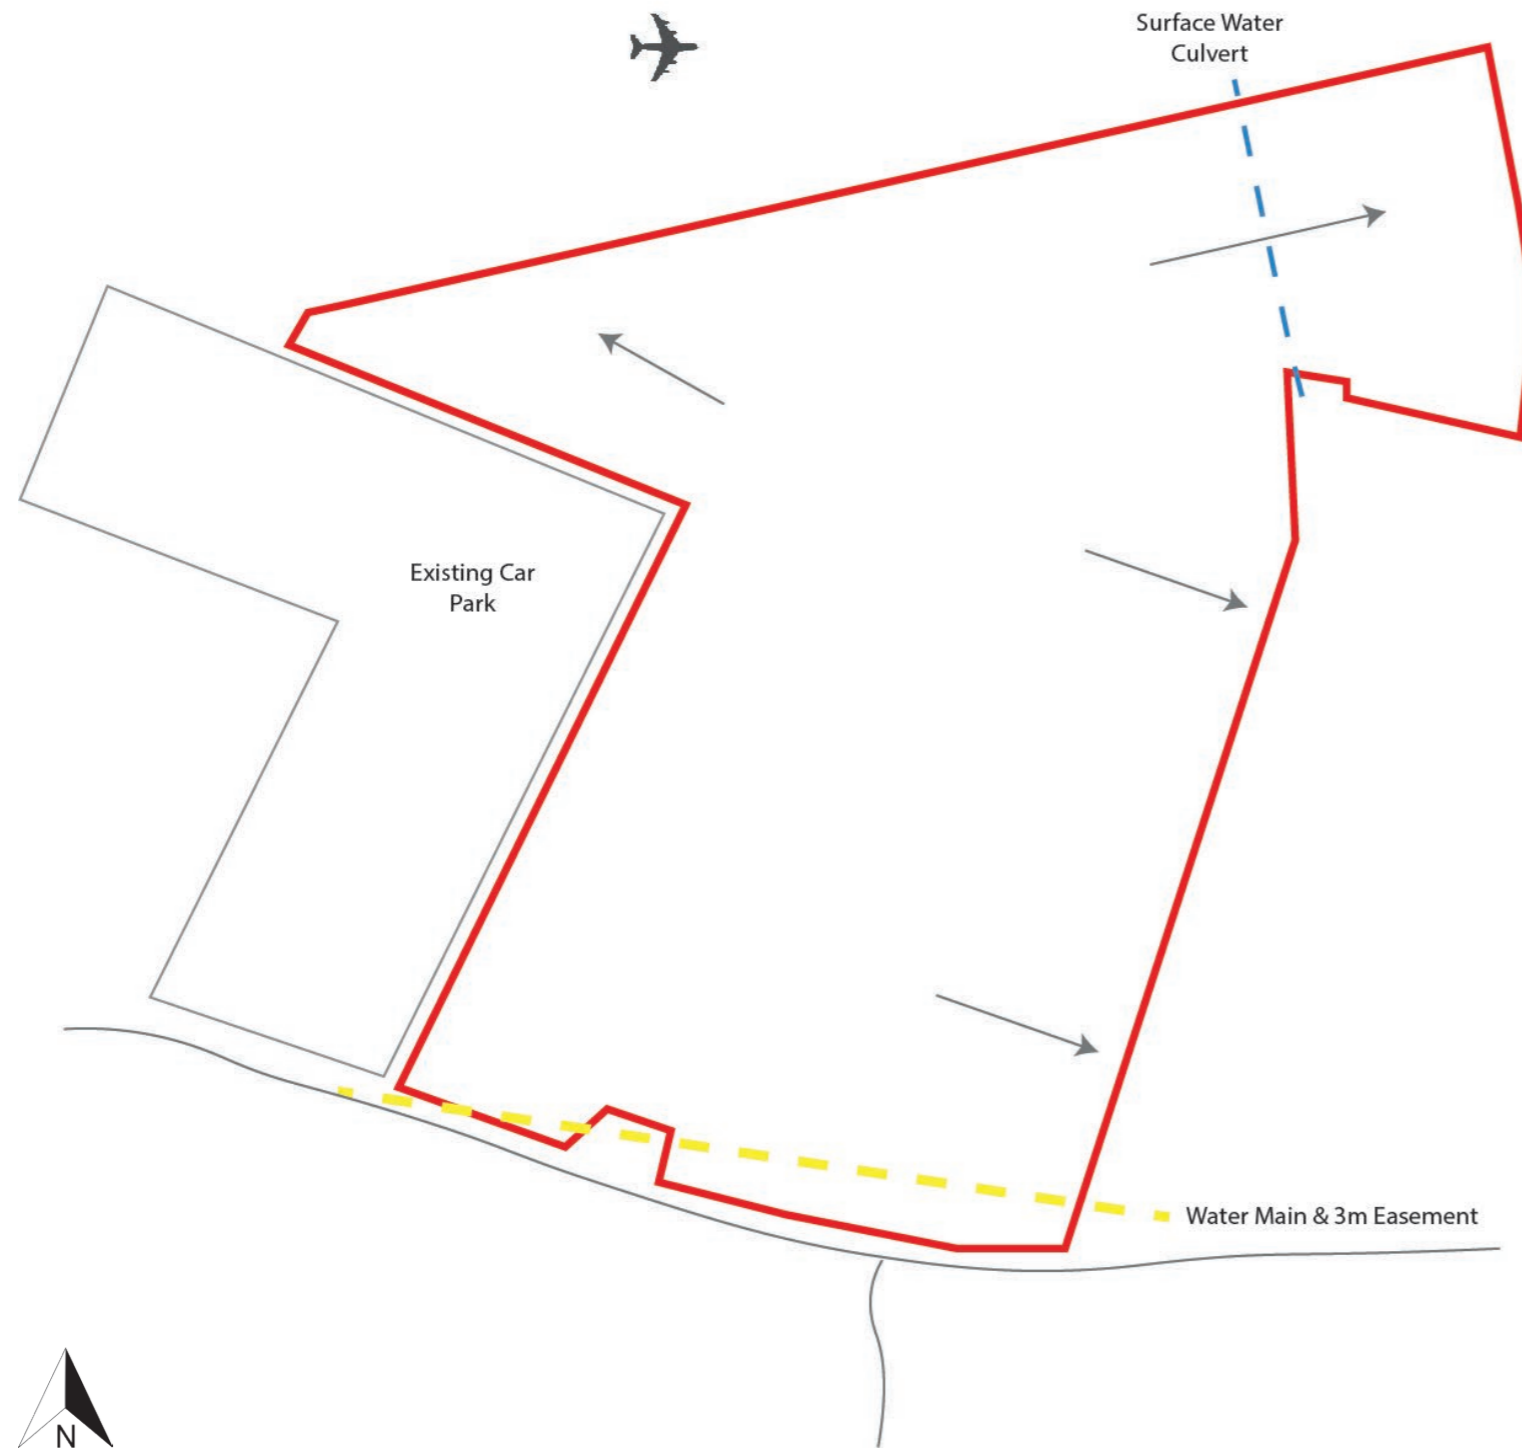 Surface Water
Culvert
Existing Car
Park
Water Main & 3m Easement
N